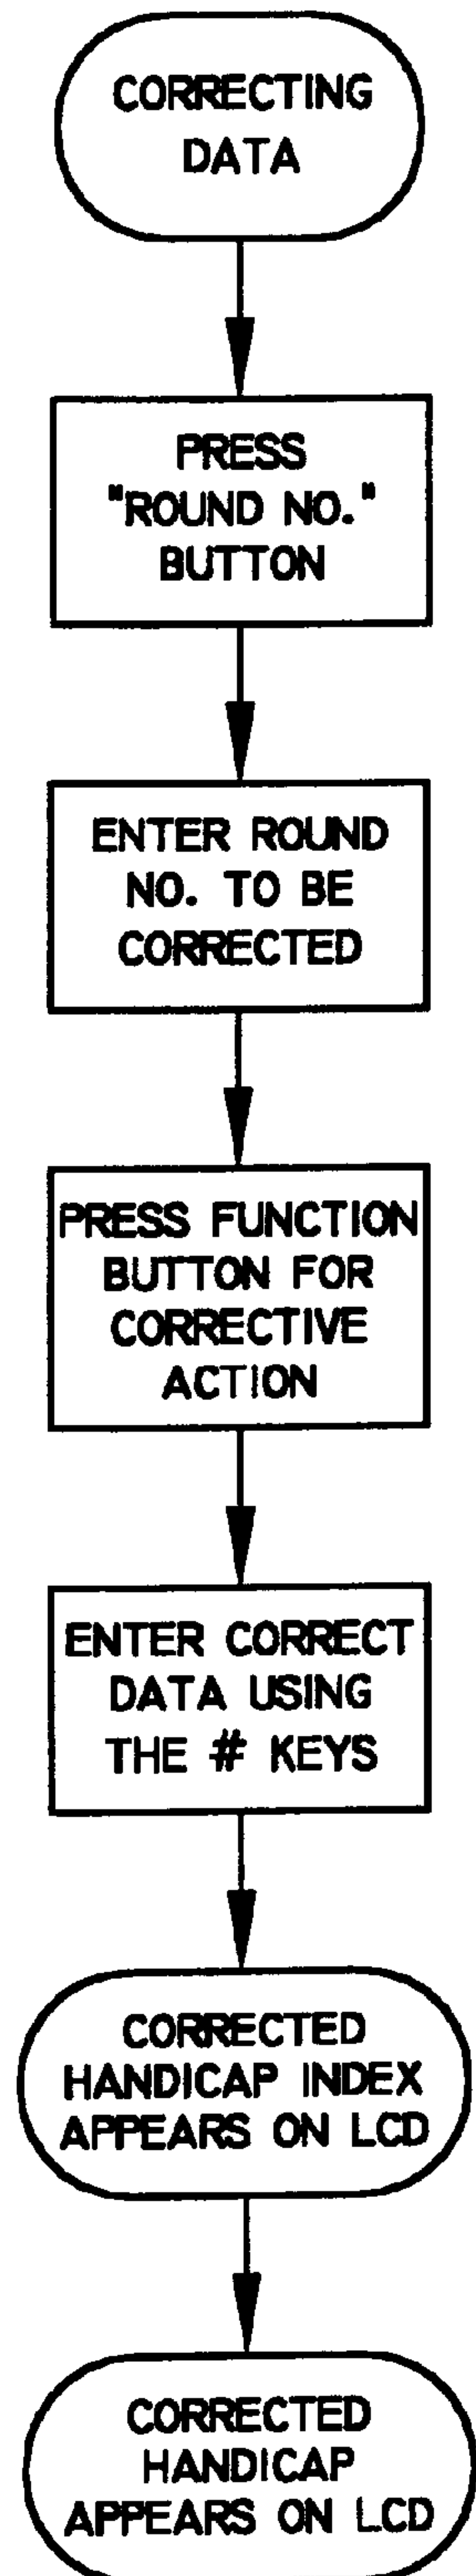 CORRECTING
DATA
PRESS
"ROUND NO."
BUTTON
ENTER ROUND
NO. TO BE
CORRECTED
PRESS FUNCTION
BUTTON FOR
CORRECTIVE
ACTION
ENTER CORRECT
DATA USING
THE # KEYS
CORRECTED
HANDICAP INDEX
APPEARS ON LCD
CORRECTED
HANDICAP
APPEARS ON LCD